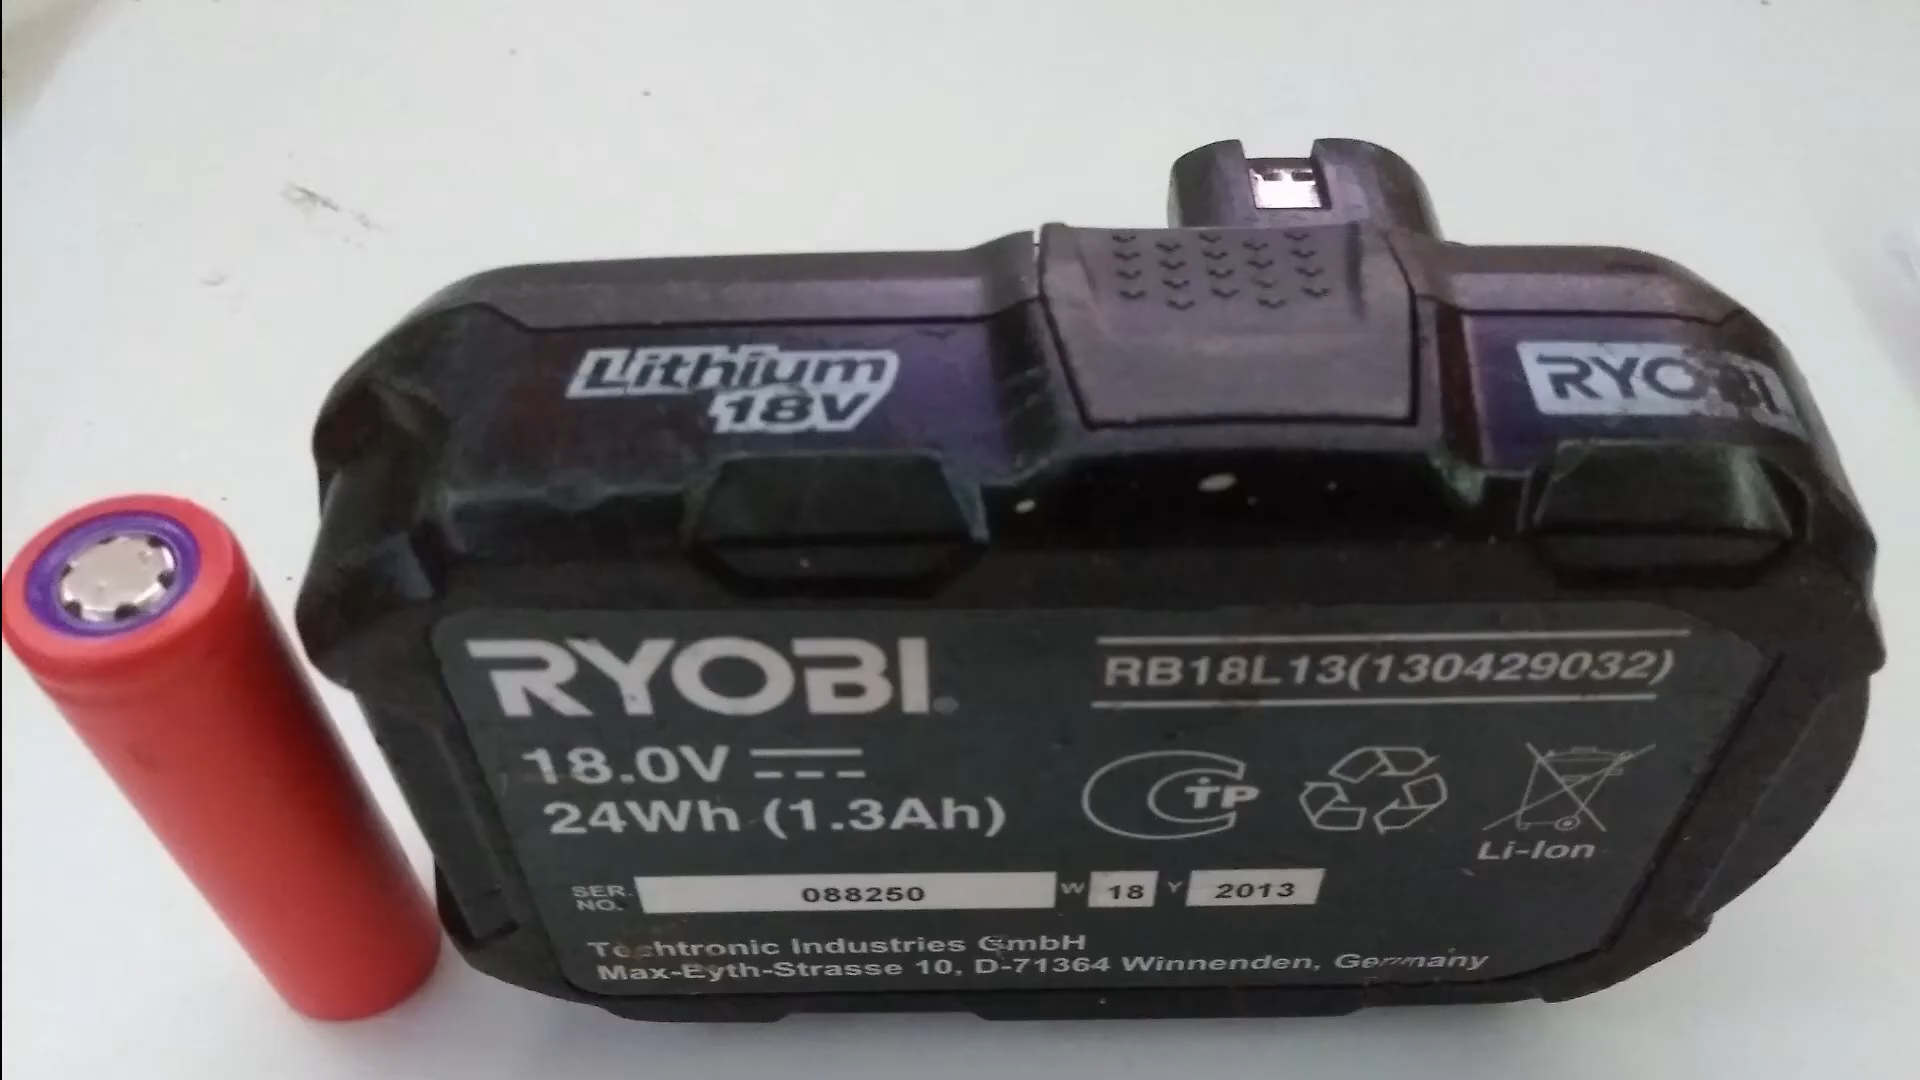 Lithium
18V
RYOBI
RYOBI®
RB18L13(130429032)
18.0V
24Wh (1.3Ah)
Li-Ion
SER. NO. 088250 W 18 Y 2013
Techtronic Industries GmbH
Max-Eyth-Strasse 10, D-71364 Winnenden, Germany